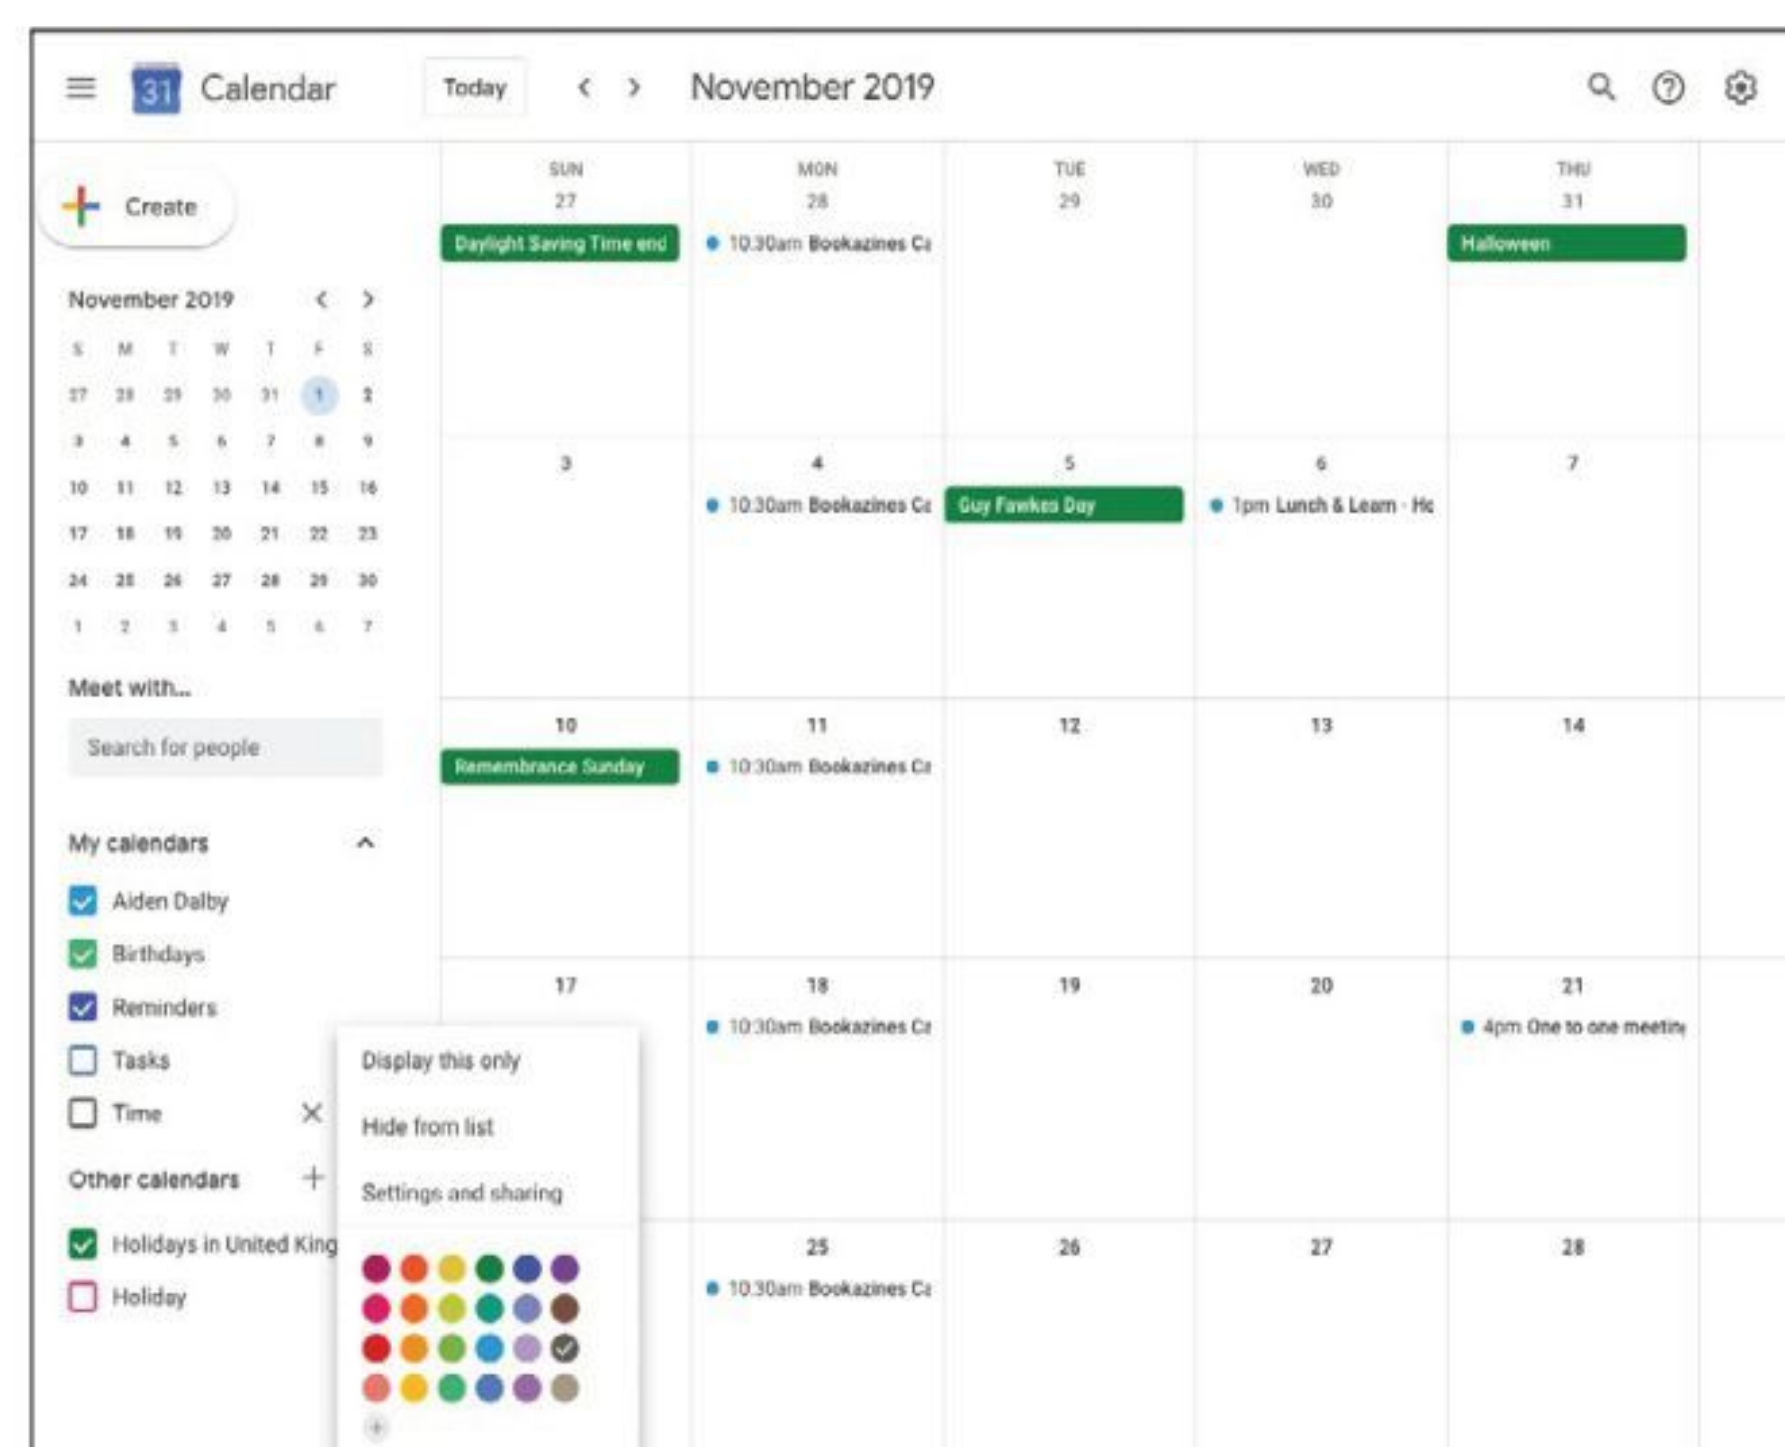 31 Calendar Today November 2019
Create
November 2019
S M T W T F S
27 28 29 30 31 1 2
3 4 5 6 7 8 9
10 11 12 13 14 15 16
17 18 19 20 21 22 23
24 25 26 27 28 29 30
1 2 3 4 5 6 7
Meet with...
Search for people
My calendars
Aiden Dalby
Birthdays
Reminders
Tasks
Time
Other calendars
Holidays in United King
Holiday
Display this only
Hide from list
Settings and sharing
SUN MON TUE WED THU
27 28 29 30 31
Daylight Saving Time end 10:30am Bookazines Ca Halloween
3 4 5 6 7
10:30am Bookazines Ca Guy Fawkes Day 1pm Lunch & Learn - Ho
10 11 12 13 14
Remembrance Sunday 10:30am Bookazines Ca
17 18 19 20 21
10:30am Bookazines Ca 4pm One to one meeting
25 26 27 28
10:30am Bookazines Ca